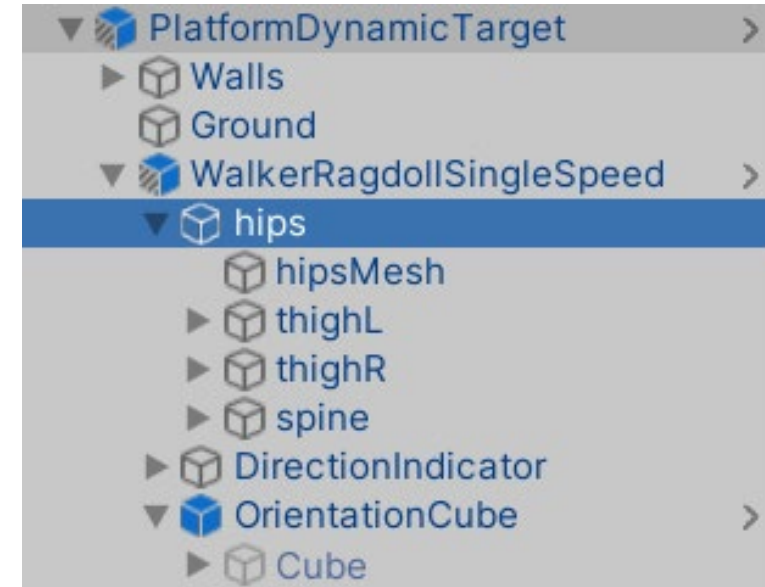 PlatformDynamicTarget
Walls
Ground
WalkerRagdollSingleSpeed
hips
hipsMesh
thighL
thighR
spine
DirectionIndicator
OrientationCube
Cube